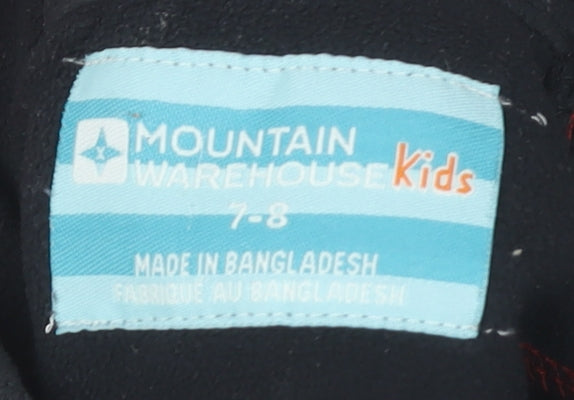 MOUNTAIN
WAREHOUSE Kids
7-8
MADE IN BANGLADESH
FABRIQUE AU BANGLADESH